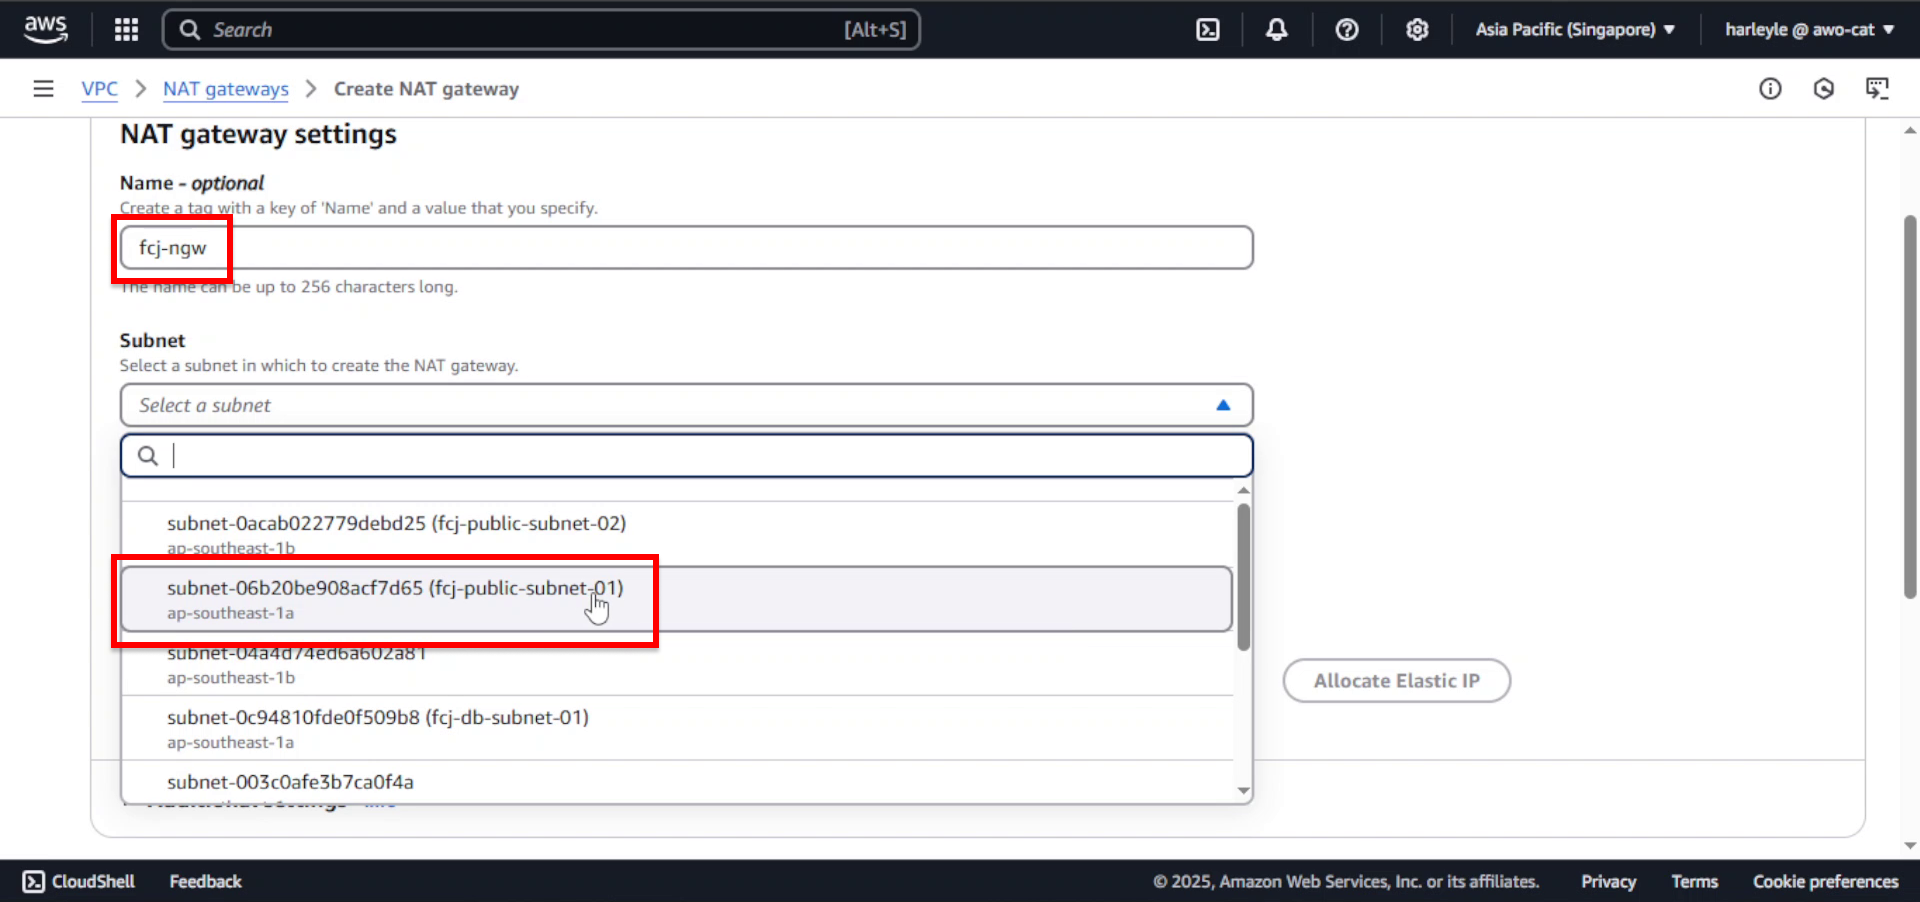 aws
Search
[Alt+S]
Asia Pacific (Singapore)
harleyle @ awo-cat
VPC
NAT gateways
Create NAT gateway
NAT gateway settings
Name - optional
Create a tag with a key of 'Name' and a value that you specify.
fcj-ngw
The name can be up to 256 characters long.
Subnet
Select a subnet in which to create the NAT gateway.
Select a subnet
subnet-0acab022779debd25 (fcj-public-subnet-02)
ap-southeast-1b
subnet-06b20be908acf7d65 (fcj-public-subnet-01)
ap-southeast-1a
subnet-04a4d74ed6a602a81
ap-southeast-1b
subnet-0c94810fde0f509b8 (fcj-db-subnet-01)
ap-southeast-1a
subnet-003c0afe3b7ca0f4a
Allocate Elastic IP
CloudShell
Feedback
© 2025, Amazon Web Services, Inc. or its affiliates.
Privacy
Terms
Cookie preferences